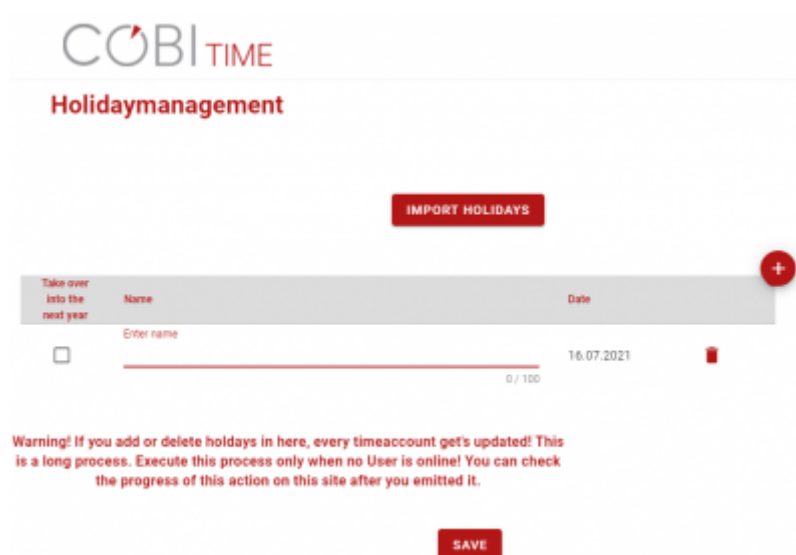 COBI TIME
Holidaymanagement
IMPORT HOLIDAYS
+
Take over
into the
next year
Name
Date
Enter name
16.07.2021
0 / 100
Warning! If you add or delete holdays in here, every timeaccount get's updated! This
is a long process. Execute this process only when no User is online! You can check
the progress of this action on this site after you emitted it.
SAVE